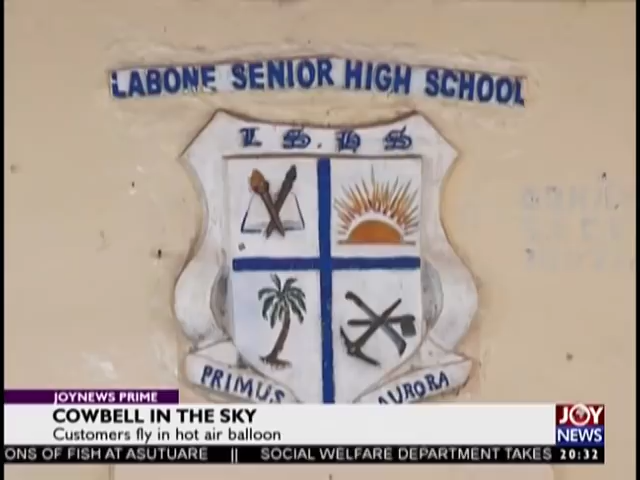 LABONE SENIOR HIGH SCHOOL
L S. H S
PRIMUS AURORA
JOYNEWS PRIME
COWBELL IN THE SKY
Customers fly in hot air balloon
JOY
NEWS
ONS OF FISH AT ASUTUARE || SOCIAL WELFARE DEPARTMENT TAKES
20:32